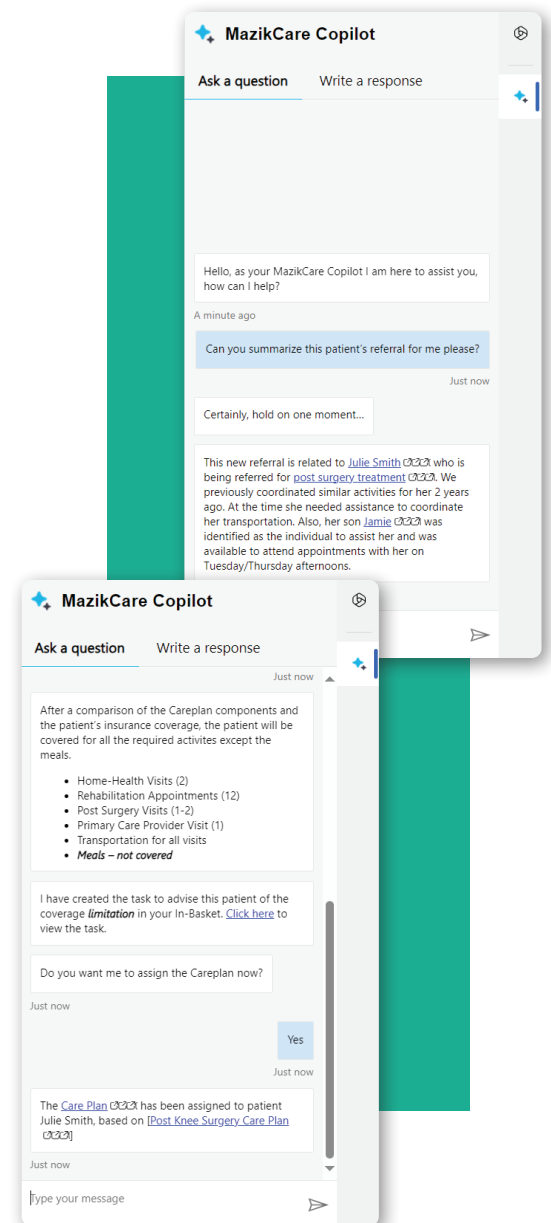 MazikCare Copilot
Ask a question Write a response
Hello, as your MazikCare Copilot I am here to assist you,
how can I help?
A minute ago
Can you summarize this patient's referral for me please?
Just now
Certainly, hold on one moment...
This new referral is related to Julie Smith who is
being referred for post surgery treatment . We
previously coordinated similar activities for her 2 years
ago. At the time she needed assistance to coordinate
her transportation. Also, her son Jamie was
identified as the individual to assist her and was
available to attend appointments with her on
Tuesday/Thursday afternoons.
MazikCare Copilot
Ask a question Write a response
Just now
After a comparison of the Careplan components and
the patient's insurance coverage, the patient will be
covered for all the required activites except the
meals.
• Home-Health Visits (2)
• Rehabilitation Appointments (12)
• Post Surgery Visits (1-2)
• Primary Care Provider Visit (1)
• Transportation for all visits
• Meals – not covered
I have created the task to advise this patient of the
coverage limitation in your In-Basket. Click here to
view the task.
Do you want me to assign the Careplan now?
Just now
Yes
Just now
The Care Plan has been assigned to patient
Julie Smith, based on [Post Knee Surgery Care Plan
]
Just now
Type your message